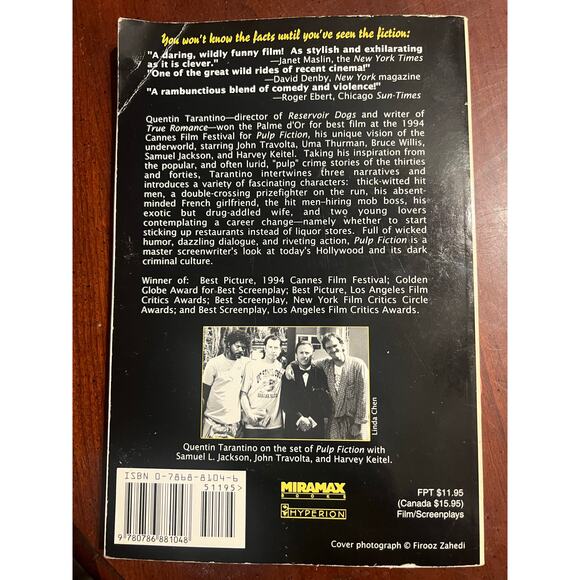 You won't know the facts until you've seen the fiction:
"A daring, wildly funny film! As stylish and exhilarating
as it is clever."
—Janet Maslin, the New York Times
"One of the great wild rides of recent cinema!"
—David Denby, New York magazine
"A rambunctious blend of comedy and violence!"
—Roger Ebert, Chicago Sun-Times
Quentin Tarantino—director of Reservoir Dogs and writer of
True Romance—won the Palme d'Or for best film at the 1994
Cannes Film Festival for Pulp Fiction, his unique vision of the
underworld, starring John Travolta, Uma Thurman, Bruce Willis,
Samuel Jackson, and Harvey Keitel. Taking his inspiration from
the popular, and often lurid, "pulp" crime stories of the thirties
and forties, Tarantino intertwines three narratives and
introduces a variety of fascinating characters: thick-witted hit
men, a double-crossing prizefighter on the run, his absent-
minded French girlfriend, the hit men-hiring mob boss, his
exotic but drug-addled wife, and two young lovers
contemplating a career change—namely whether to start
sticking up restaurants instead of liquor stores. Full of wicked
humor, dazzling dialogue, and riveting action, Pulp Fiction is a
master screenwriter's look at today's Hollywood and its dark
criminal culture.
Winner of: Best Picture, 1994 Cannes Film Festival; Golden
Globe Award for Best Screenplay; Best Picture, Los Angeles Film
Critics Awards; Best Screenplay, New York Film Critics Circle
Awards; and Best Screenplay, Los Angeles Film Critics Awards.
Linda Chen
Quentin Tarantino on the set of Pulp Fiction with
Samuel L. Jackson, John Travolta, and Harvey Keitel.
ISBN 0-7868-8104-6
51195>
9 780786 881048
MIRAMAX
BOOKS
HYPERION
FPT $11.95
(Canada $15.95)
Film/Screenplays
Cover photograph © Firooz Zahedi